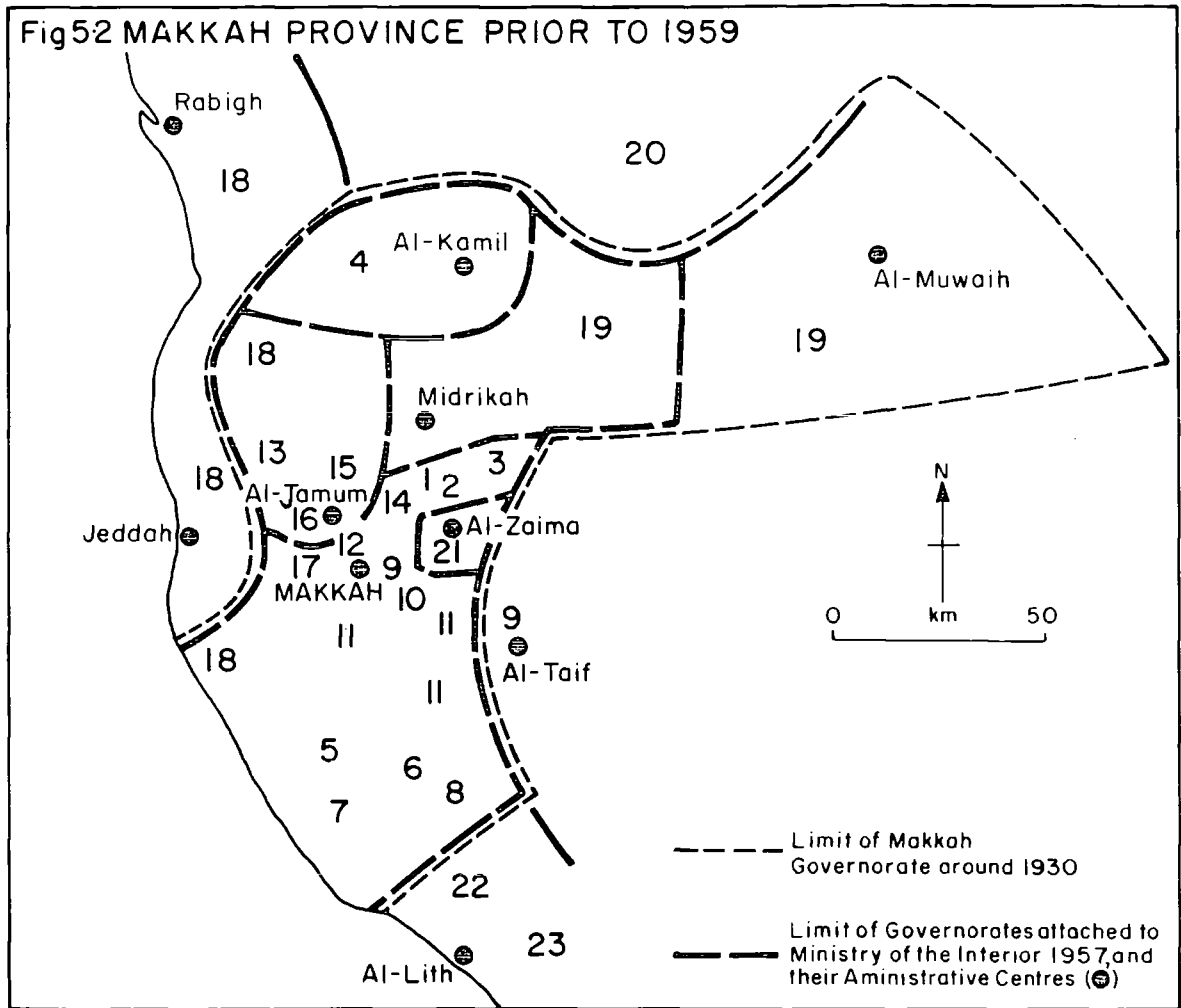 Fig 5·2 MAKKAH PROVINCE PRIOR TO 1959
Rabigh
20
18
4
Al-Kamil
Al-Muwaih
19
19
18
Midrikah
13
15
1
3
18
14
2
Al-Jamum
16
Al-Zaima
Jeddah
12
21
17
9
MAKKAH
10
11
11
9
18
Al-Taif
11
5
6
7
8
22
23
Al-Lith
N
0
km
50
Limit of Makkah
Governorate around 1930
Limit of Governorates attached to
Ministry of the Interior 1957, and
their Aministrative Centres ( )